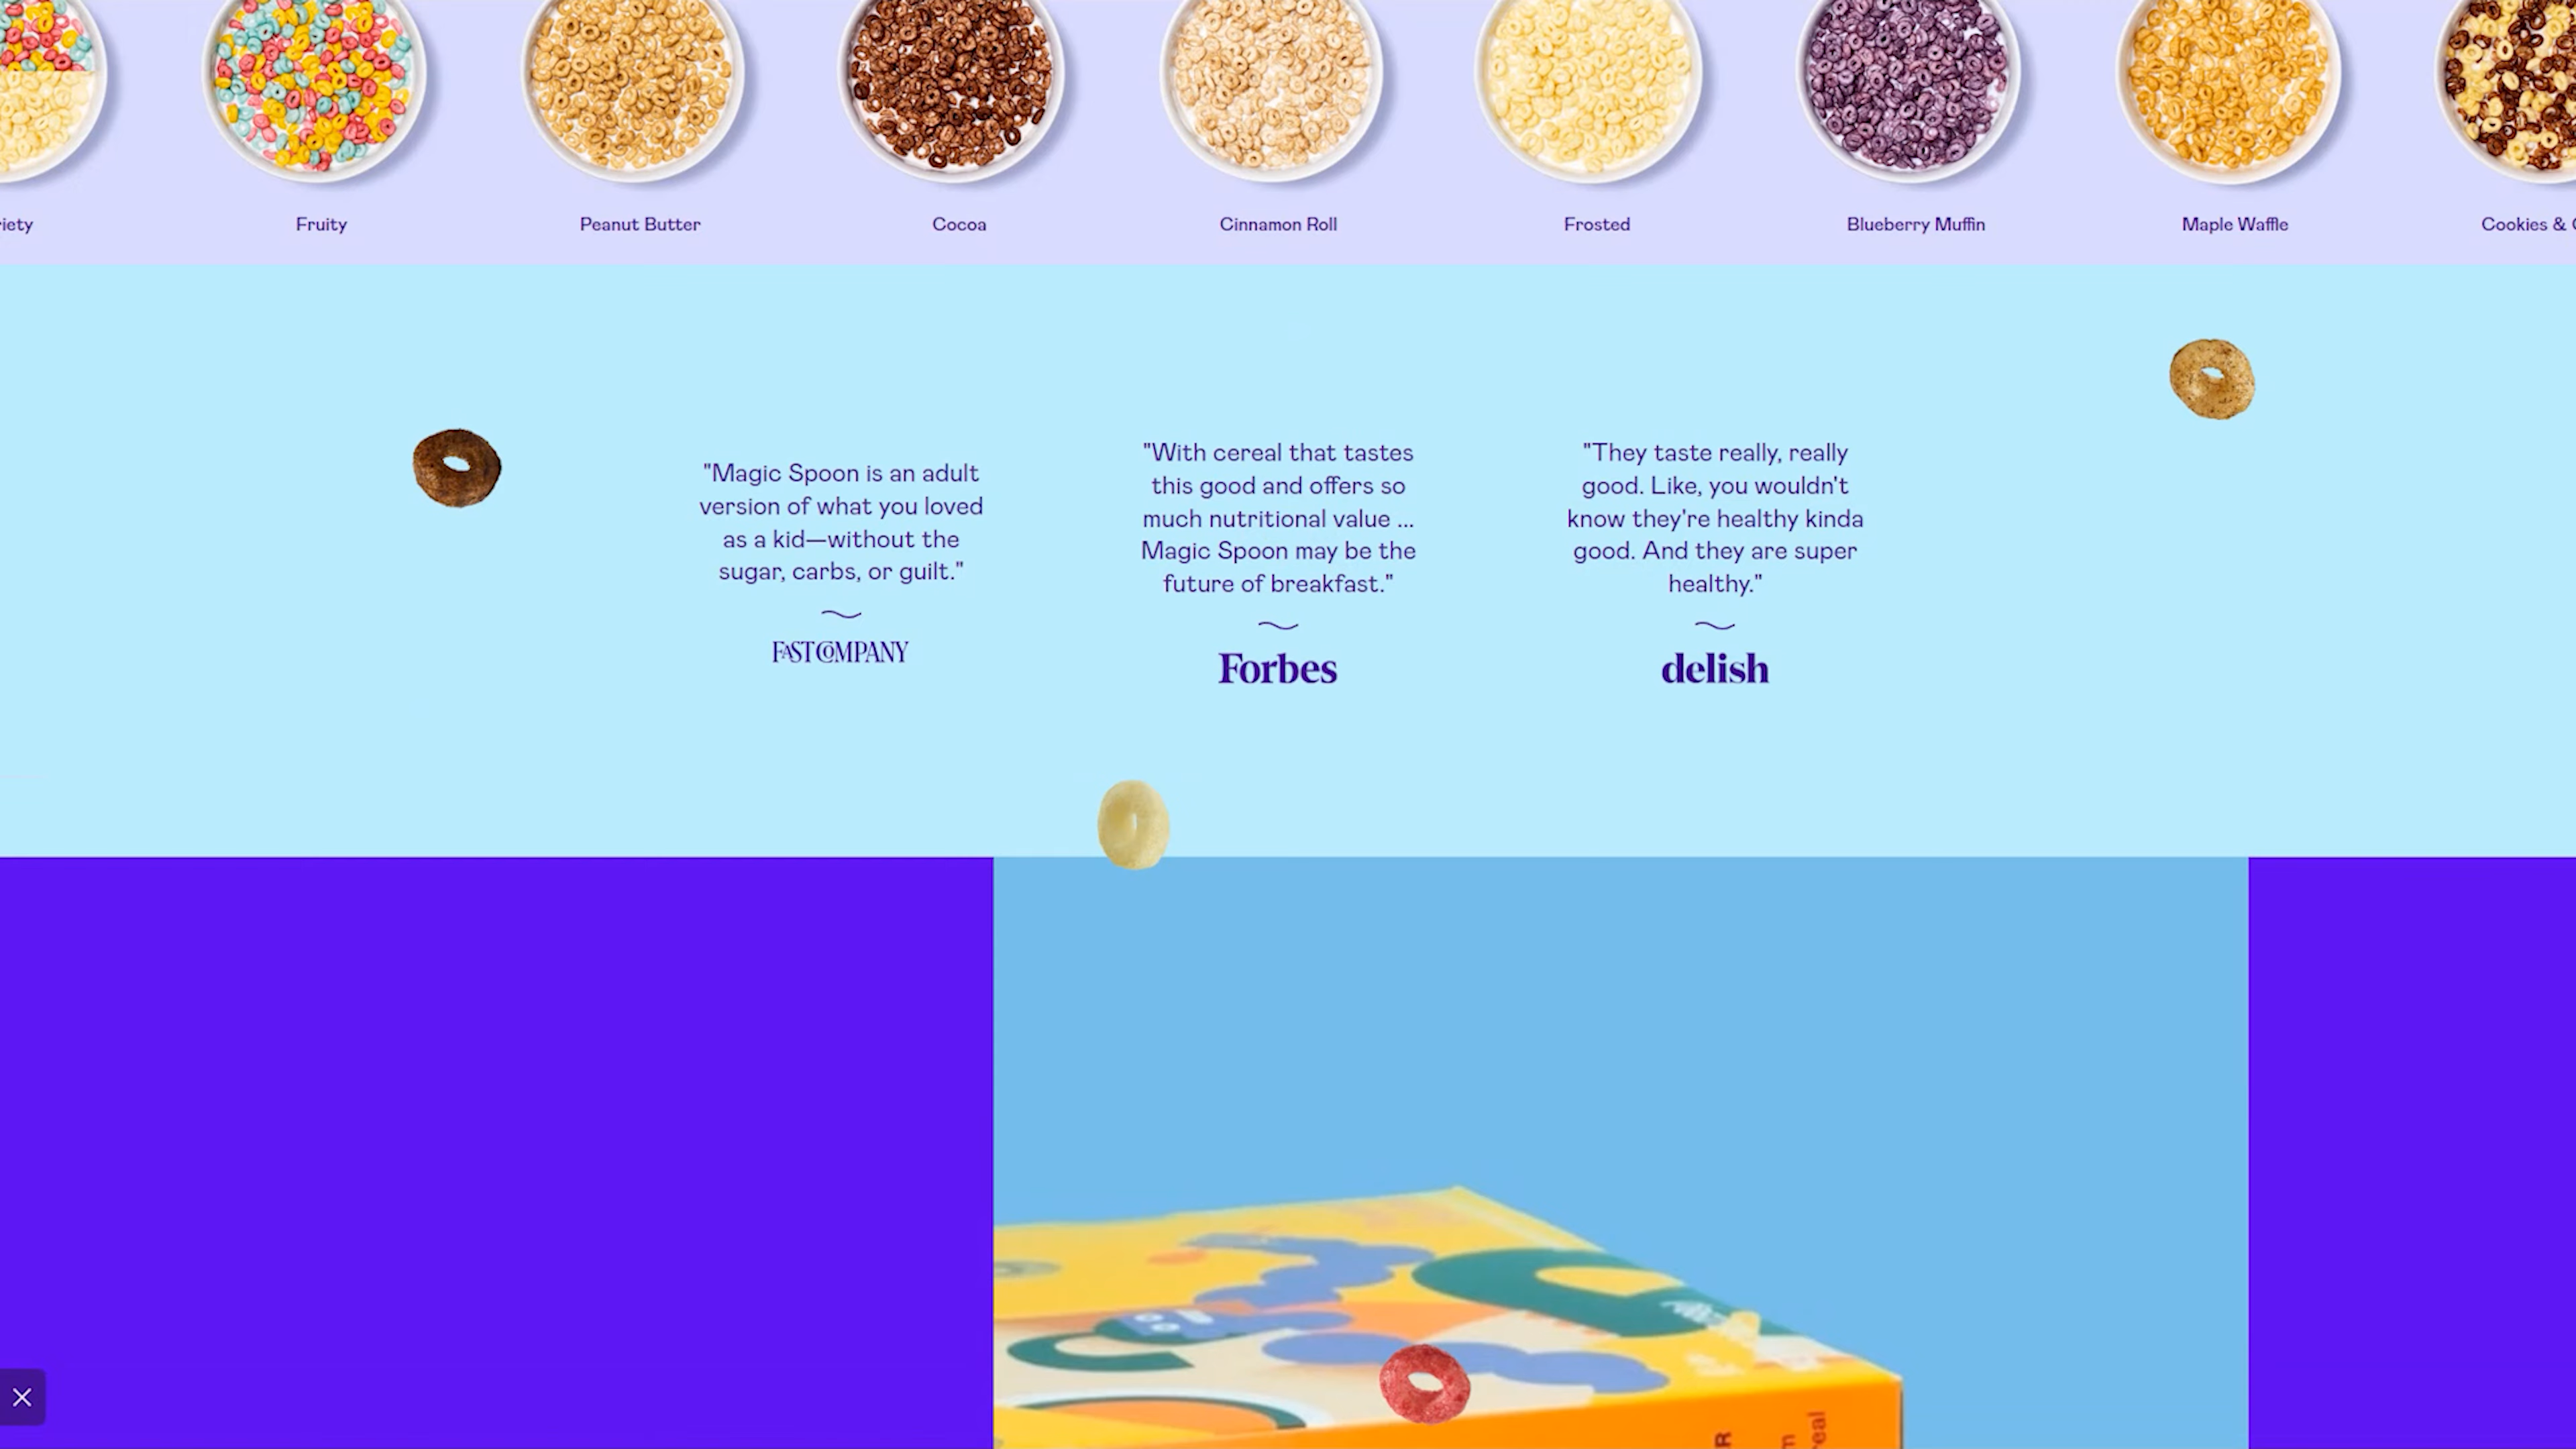 Fruity
Peanut Butter
Cocoa
Cinnamon Roll
Frosted
Blueberry Muffin
Maple Waffle
Cookies &
"Magic Spoon is an adult
version of what you loved
as a kid—without the
sugar, carbs, or guilt."
FAST COMPANY
"With cereal that tastes
this good and offers so
much nutritional value ...
Magic Spoon may be the
future of breakfast."
Forbes
"They taste really, really
good. Like, you wouldn't
know they're healthy kinda
good. And they are super
healthy."
delish